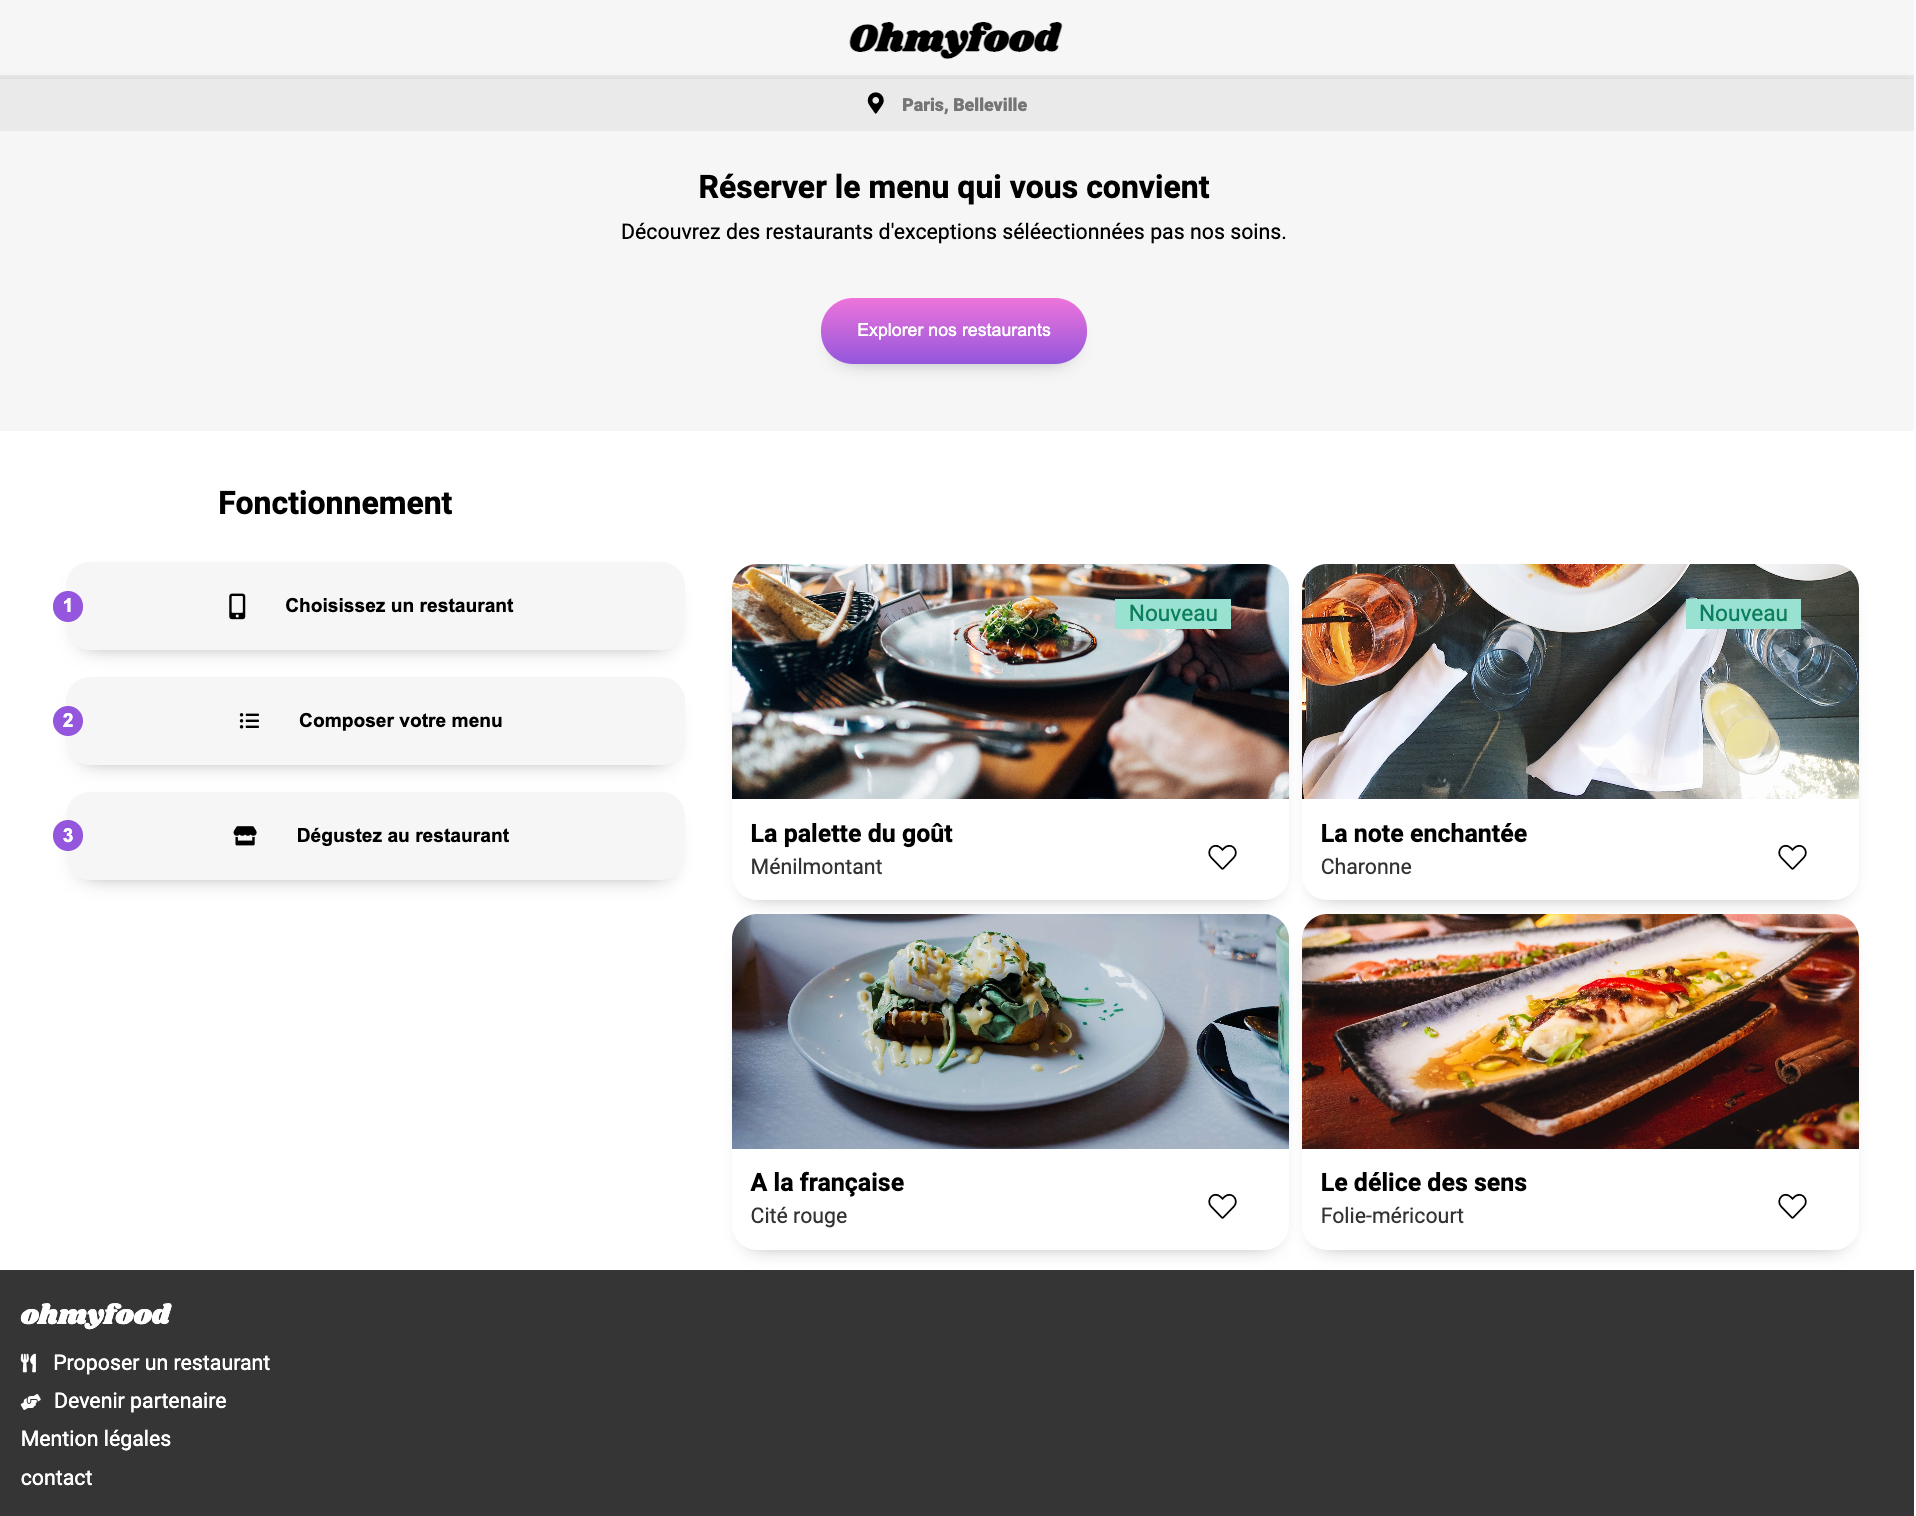 Ohmyfood
Paris, Belleville
Réserver le menu qui vous convient
Découvrez des restaurants d'exceptions séléectionnées pas nos soins.
Explorer nos restaurants
Fonctionnement
1
Choisissez un restaurant
2
Composer votre menu
3
Dégustez au restaurant
Nouveau
La palette du goût
Ménilmontant
Nouveau
La note enchantée
Charonne
A la française
Cité rouge
Le délice des sens
Folie-méricourt
ohmyfood
Proposer un restaurant
Devenir partenaire
Mention légales
contact